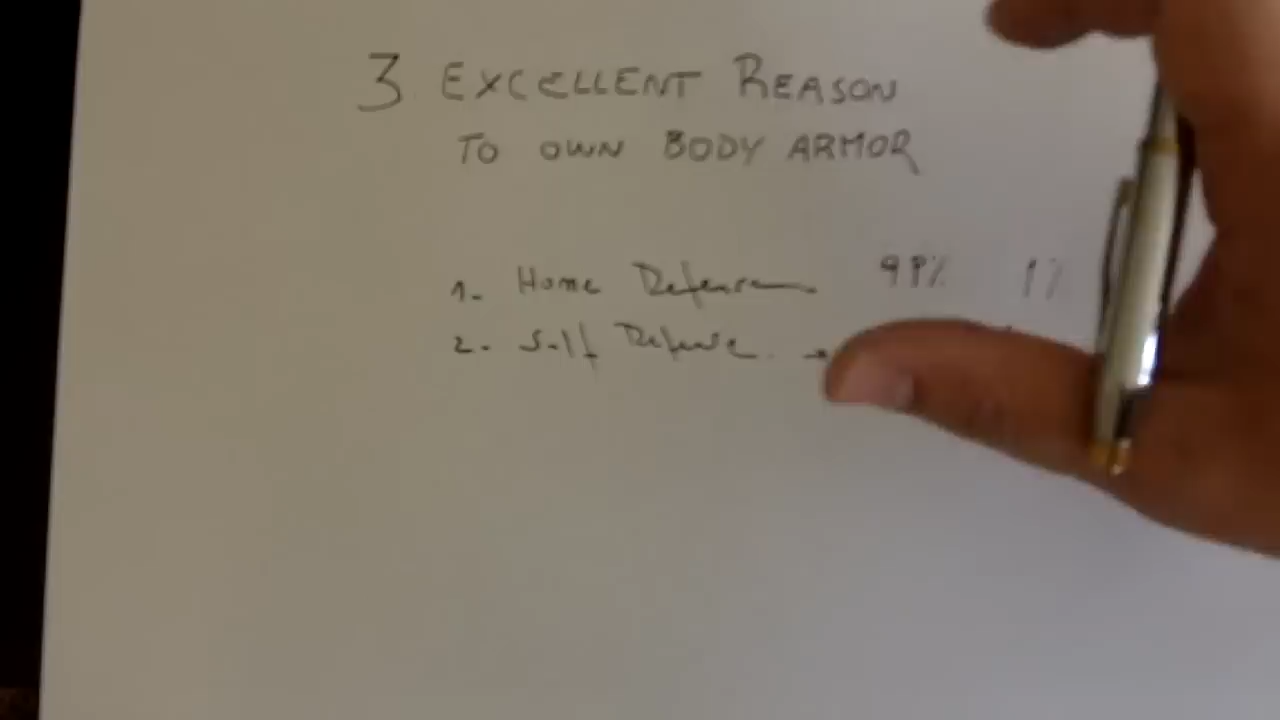 3 EXCELLENT REASON
TO OWN BODY ARMOR
1. Home Defense 99% 1%
2. Self Defense. →